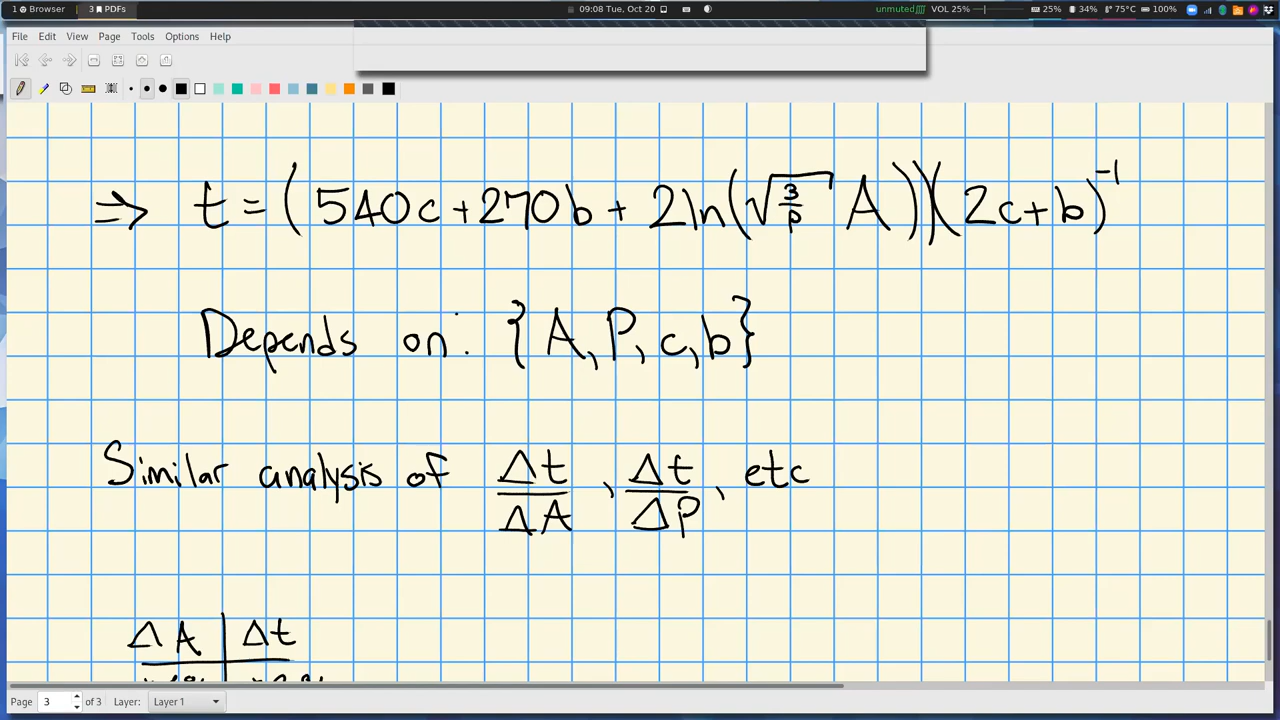 1 Browser 3 PDFs 09:08 Tue, Oct 20 unmuted VOL 25% 25% 34% 75°C 100%
File Edit View Page Tools Options Help
⇒ t = (540c + 270b + 2ln(√(3/p) A))(2c + b)⁻¹
Depends on: {A, P, c, b}
Similar analysis of Δt/ΔA, Δt/ΔP, etc
ΔA | Δt
Page 3 of 3 Layer: Layer 1